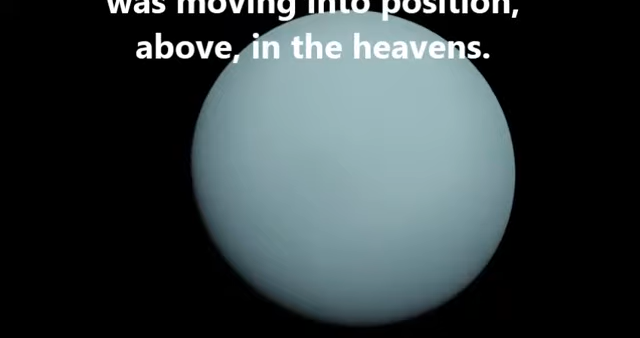 was moving into position,
above, in the heavens.